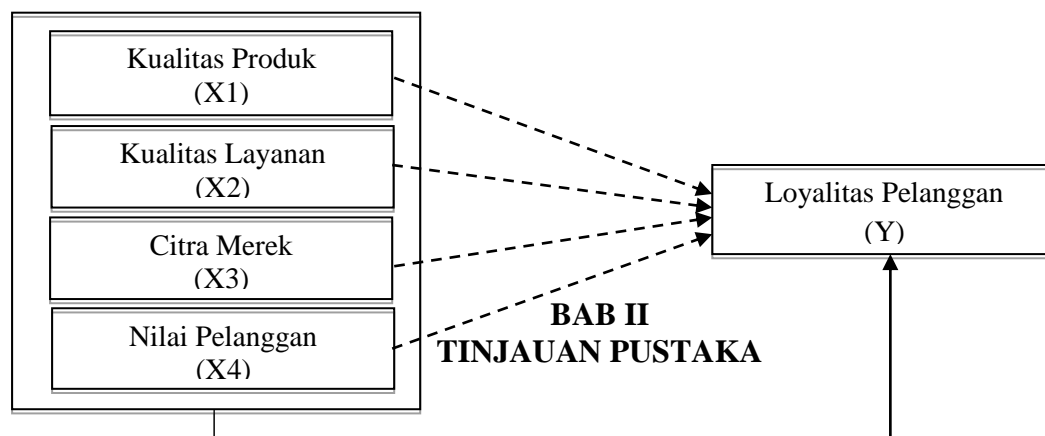 Kualitas Produk
(X1)
Kualitas Layanan
(X2)
Citra Merek
(X3)
Nilai Pelanggan
(X4)
Loyalitas Pelanggan
(Y)
BAB II
TINJAUAN PUSTAKA